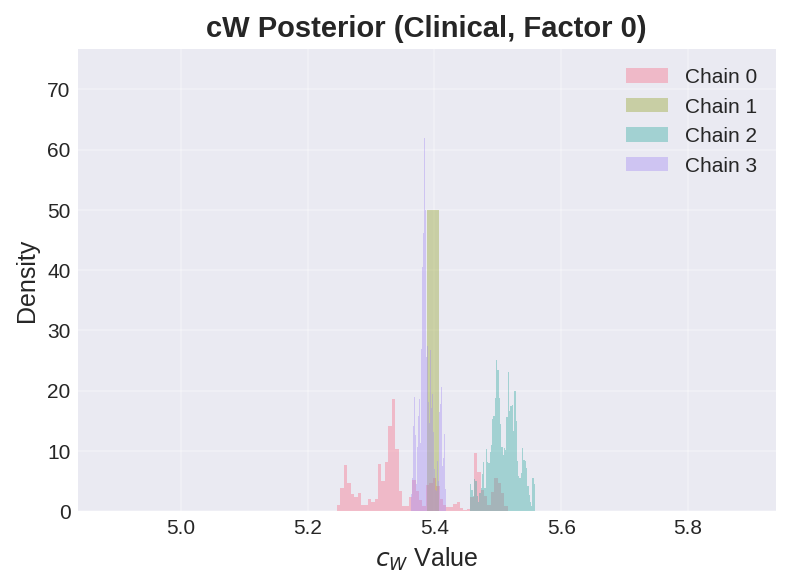 cW Posterior (Clinical, Factor 0)
Chain 0
Chain 1
Chain 2
Chain 3
Density
70
60
50
40
30
20
10
0
5.0 5.2 5.4 5.6 5.8
c_W Value